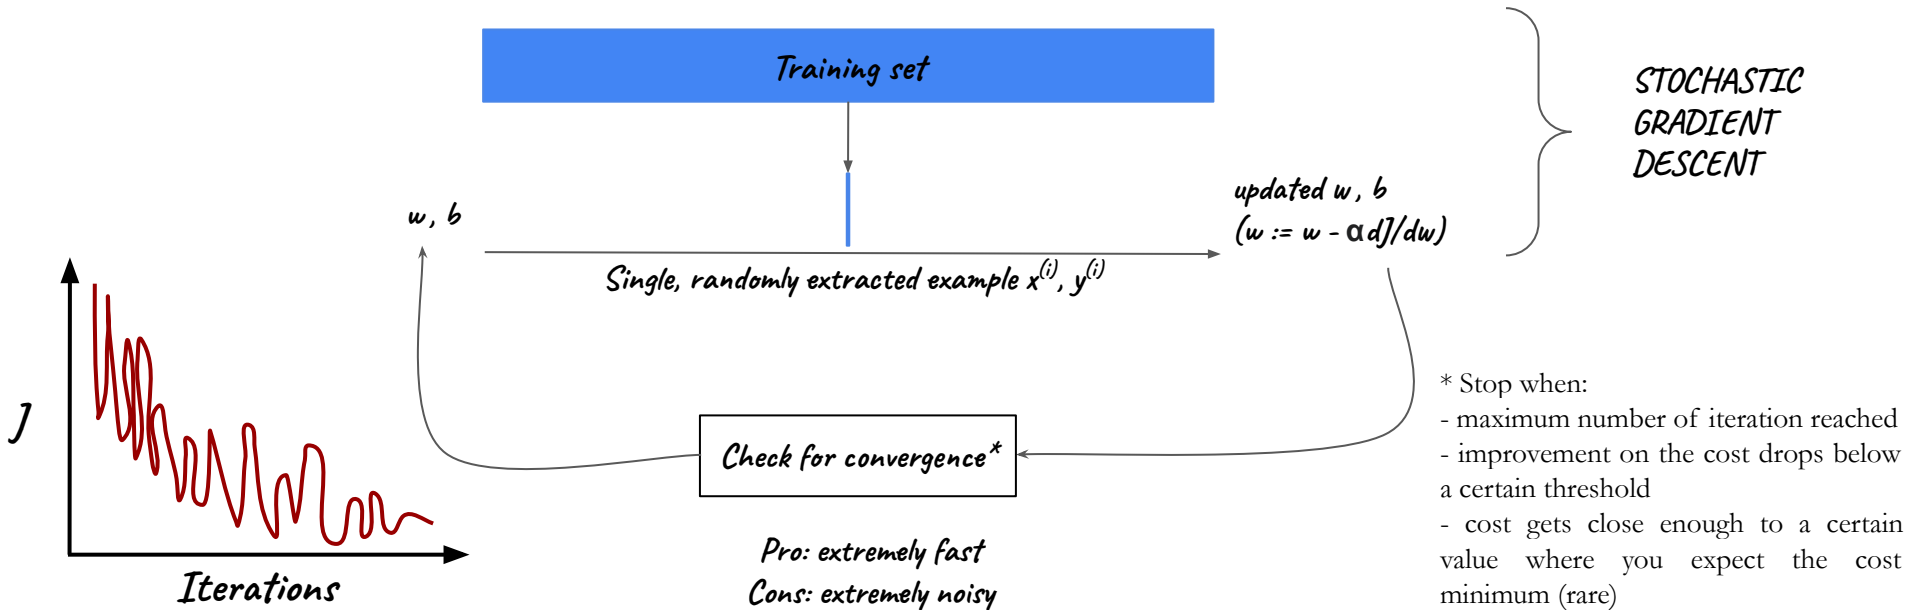 Training set
STOCHASTIC
GRADIENT
DESCENT
w, b
updated w, b
(w := w - αdJ/dw)
Single, randomly extracted example x⁽ⁱ⁾, y⁽ⁱ⁾
J
Iterations
Check for convergence*
Pro: extremely fast
Cons: extremely noisy
* Stop when:
- maximum number of iteration reached
- improvement on the cost drops below
a certain threshold
- cost gets close enough to a certain
value where you expect the cost
minimum (rare)